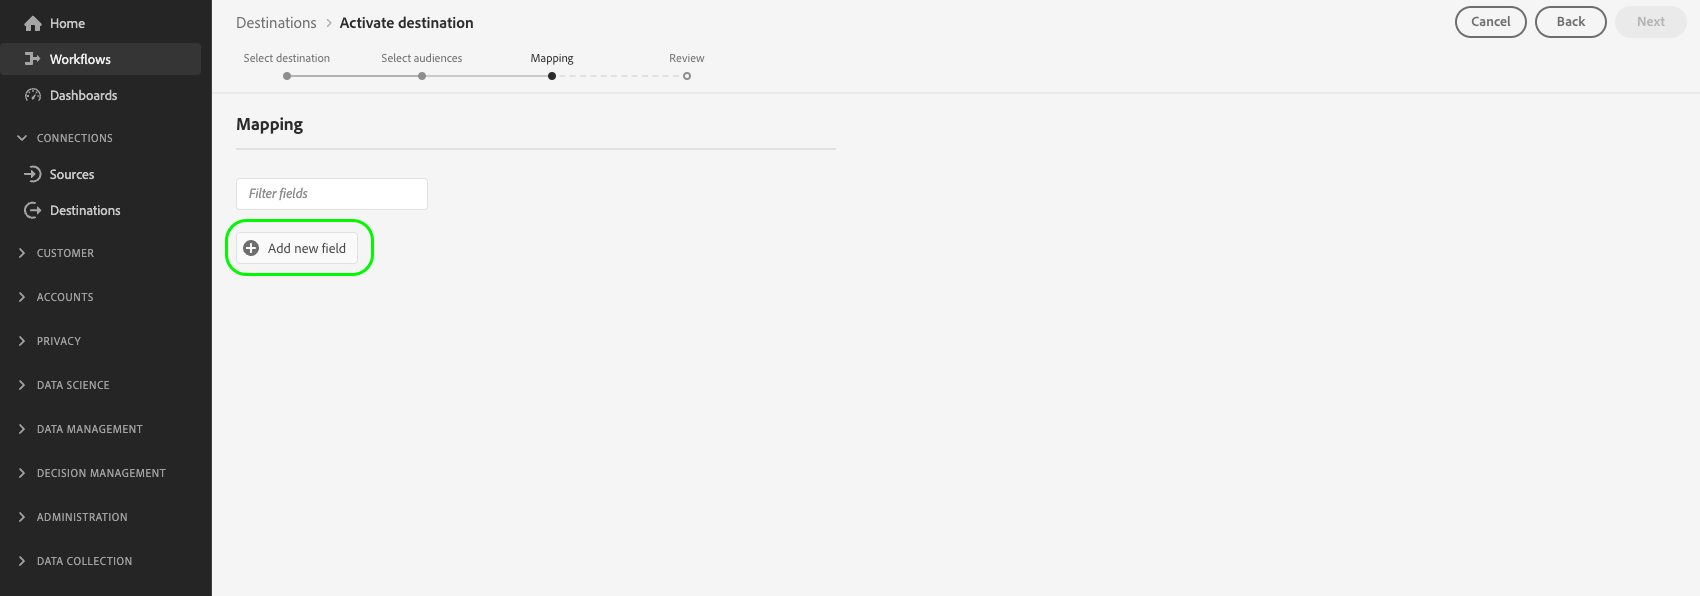 Home
Workflows
Dashboards
CONNECTIONS
Sources
Destinations
CUSTOMER
ACCOUNTS
PRIVACY
DATA SCIENCE
DATA MANAGEMENT
DECISION MANAGEMENT
ADMINISTRATION
DATA COLLECTION
Destinations > Activate destination
Cancel Back Next
Select destination Select audiences Mapping Review
Mapping
Filter fields
Add new field